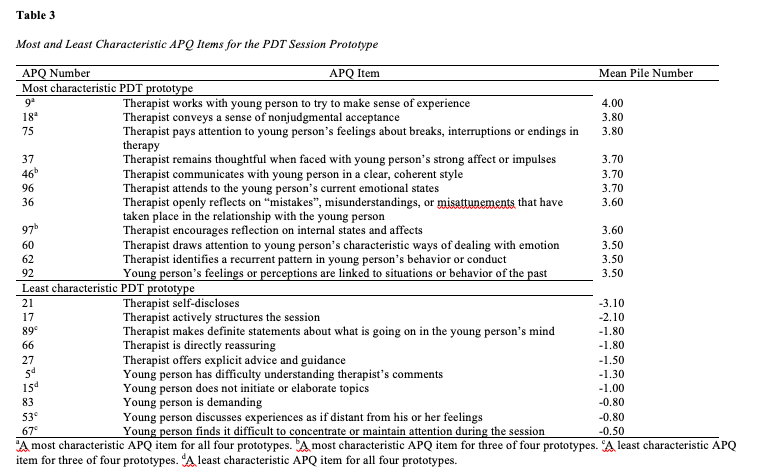 Table 3
Most and Least Characteristic APQ Items for the PDT Session Prototype
APQ Number APQ Item Mean Pile Number
Most characteristic PDT prototype
9ᵃ Therapist works with young person to try to make sense of experience 4.00
18ᵃ Therapist conveys a sense of nonjudgmental acceptance 3.80
75 Therapist pays attention to young person's feelings about breaks, interruptions or endings in 3.80
therapy
37 Therapist remains thoughtful when faced with young person's strong affect or impulses 3.70
46ᵇ Therapist communicates with young person in a clear, coherent style 3.70
96 Therapist attends to the young person's current emotional states 3.70
36 Therapist openly reflects on “mistakes”, misunderstandings, or misattunements that have 3.60
taken place in the relationship with the young person
97ᵇ Therapist encourages reflection on internal states and affects 3.60
60 Therapist draws attention to young person's characteristic ways of dealing with emotion 3.50
62 Therapist identifies a recurrent pattern in young person's behavior or conduct 3.50
92 Young person's feelings or perceptions are linked to situations or behavior of the past 3.50
Least characteristic PDT prototype
21 Therapist self-discloses -3.10
17 Therapist actively structures the session -2.10
89ᶜ Therapist makes definite statements about what is going on in the young person's mind -1.80
66 Therapist is directly reassuring -1.80
27 Therapist offers explicit advice and guidance -1.50
5ᵈ Young person has difficulty understanding therapist's comments -1.30
15ᵈ Young person does not initiate or elaborate topics -1.00
83 Young person is demanding -0.80
53ᶜ Young person discusses experiences as if distant from his or her feelings -0.80
67ᶜ Young person finds it difficult to concentrate or maintain attention during the session -0.50
ᵃA most characteristic APQ item for all four prototypes. ᵇA most characteristic APQ item for three of four prototypes. ᶜA least characteristic APQ
item for three of four prototypes. ᵈA least characteristic APQ item for all four prototypes.